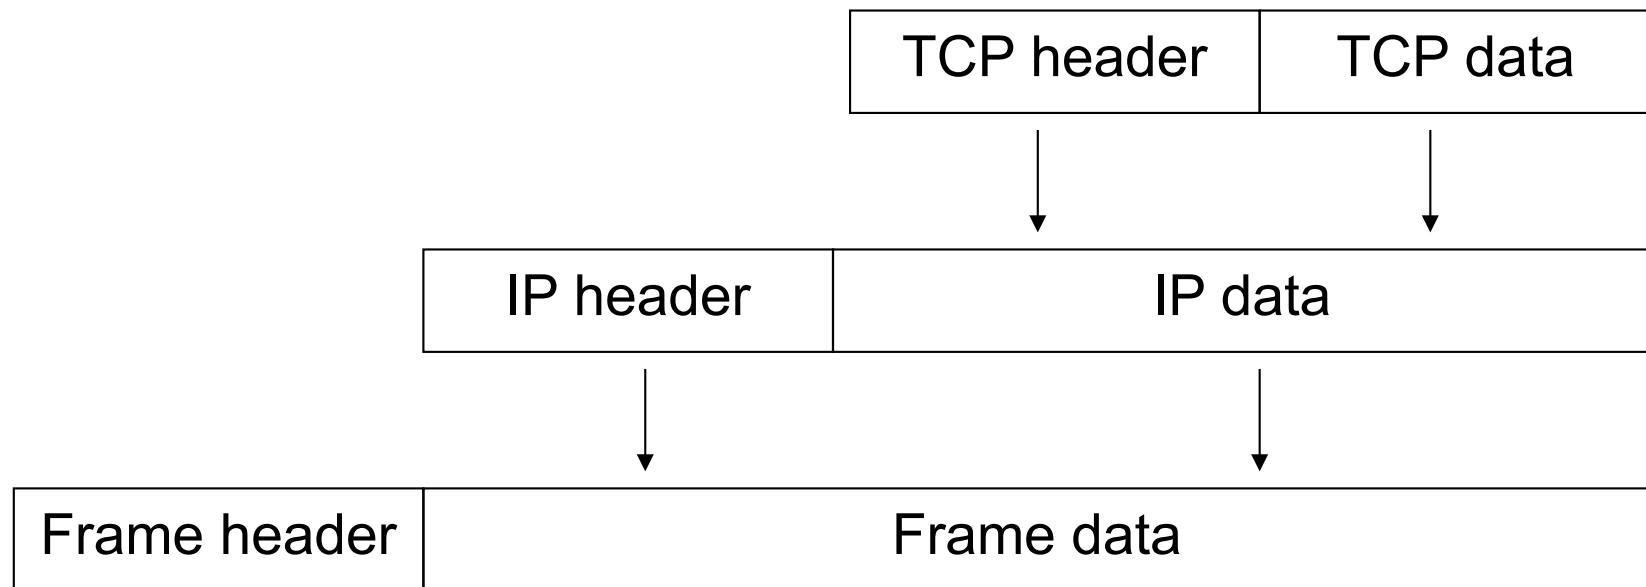 TCP header TCP data
IP header IP data
Frame header Frame data